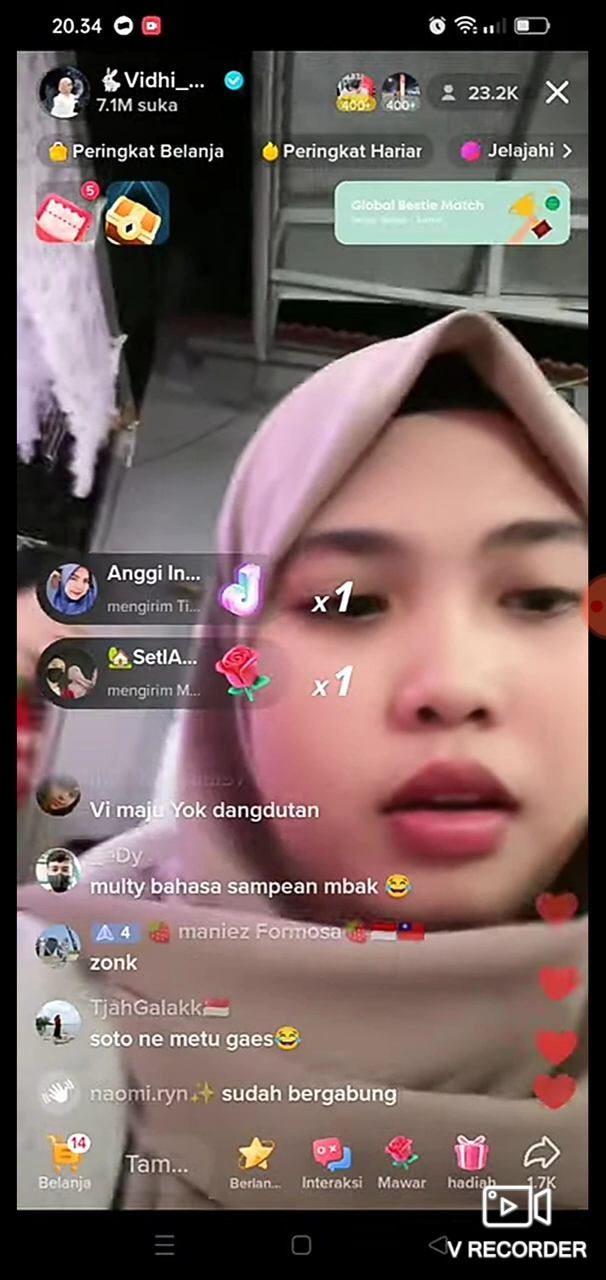 20.34
🐇Vidhi_...
7.1M suka
400+
400+
23.2K
Peringkat Belanja
Peringkat Harian
Jelajahi >
5
Global Bestie Match
Anggi In...
mengirim Ti...
x1
🏡SetIA...
mengirim M...
x1
Vi maju Yok dangdutan
_eDy
multy bahasa sampean mbak 😂
4 🍓 maniez Formosa🍓🇮🇩🇹🇼
zonk
TjahGalakk🇮🇩
soto ne metu gaes😂
naomi.ryn✨ sudah bergabung
14
Belanja
Tam...
Berlan...
Interaksi
Mawar
hadiah
1.7K
V RECORDER